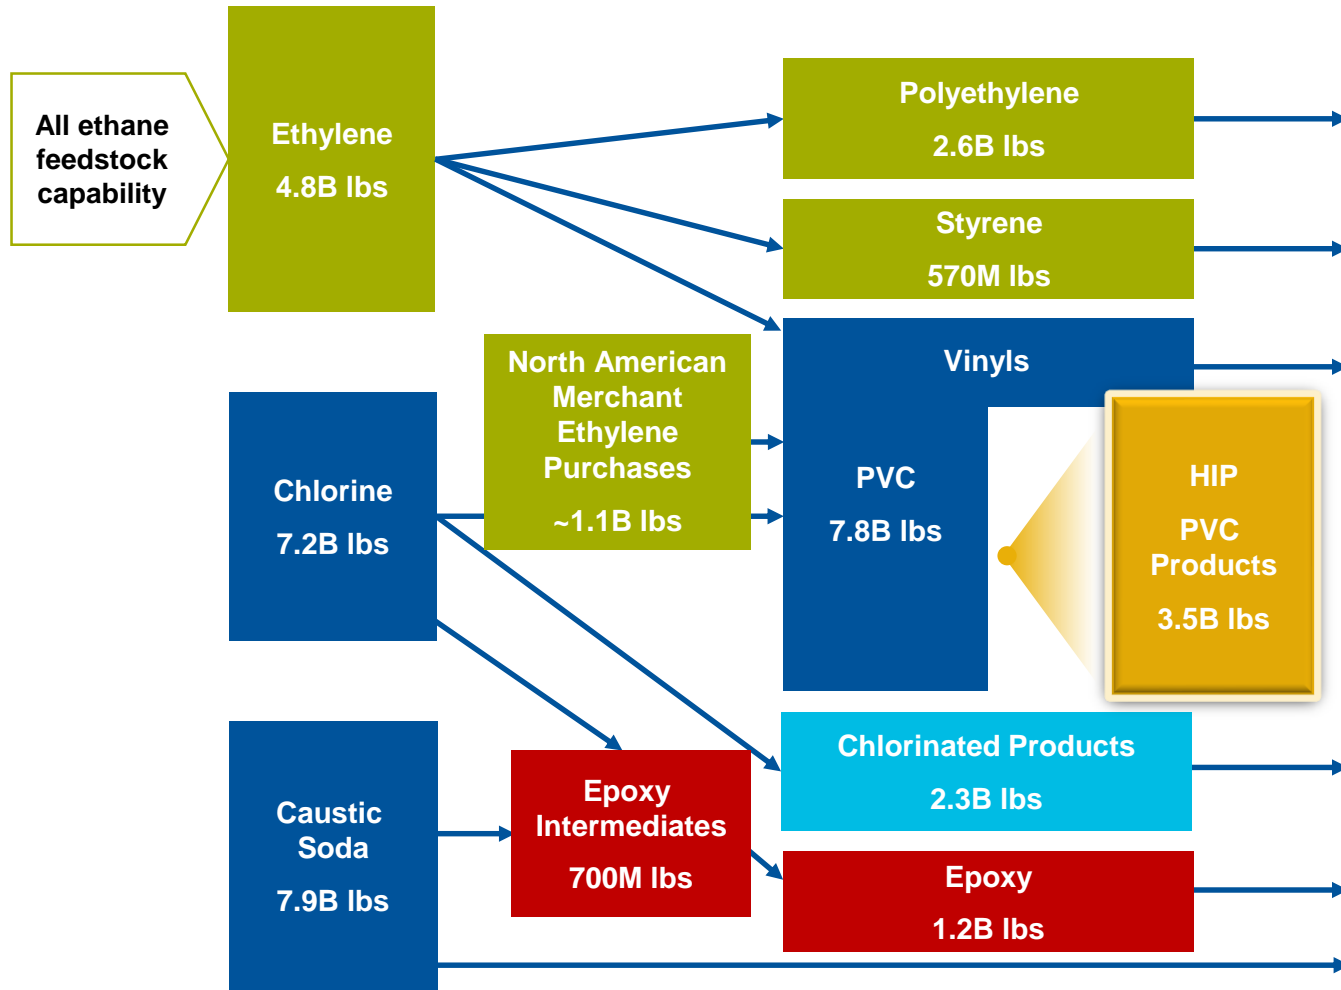 All ethane
feedstock
capability
Ethylene
4.8B lbs
Polyethylene
2.6B lbs
Styrene
570M lbs
North American
Merchant
Ethylene
Purchases
~1.1B lbs
Vinyls
PVC
7.8B lbs
HIP
PVC
Products
3.5B lbs
Chlorine
7.2B lbs
Chlorinated Products
2.3B lbs
Caustic
Soda
7.9B lbs
Epoxy
Intermediates
700M lbs
Epoxy
1.2B lbs